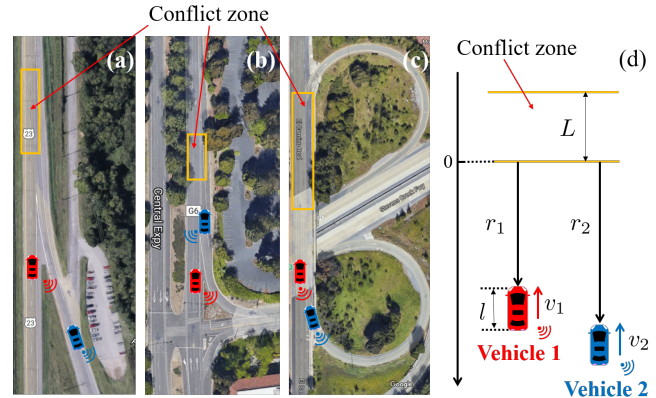 Conflict zone
(a)
(b)
(c)
(d)
Conflict zone
23
23
G6
Central Expy
Google
L
0
r1
r2
l
v1
v2
Vehicle 1
Vehicle 2